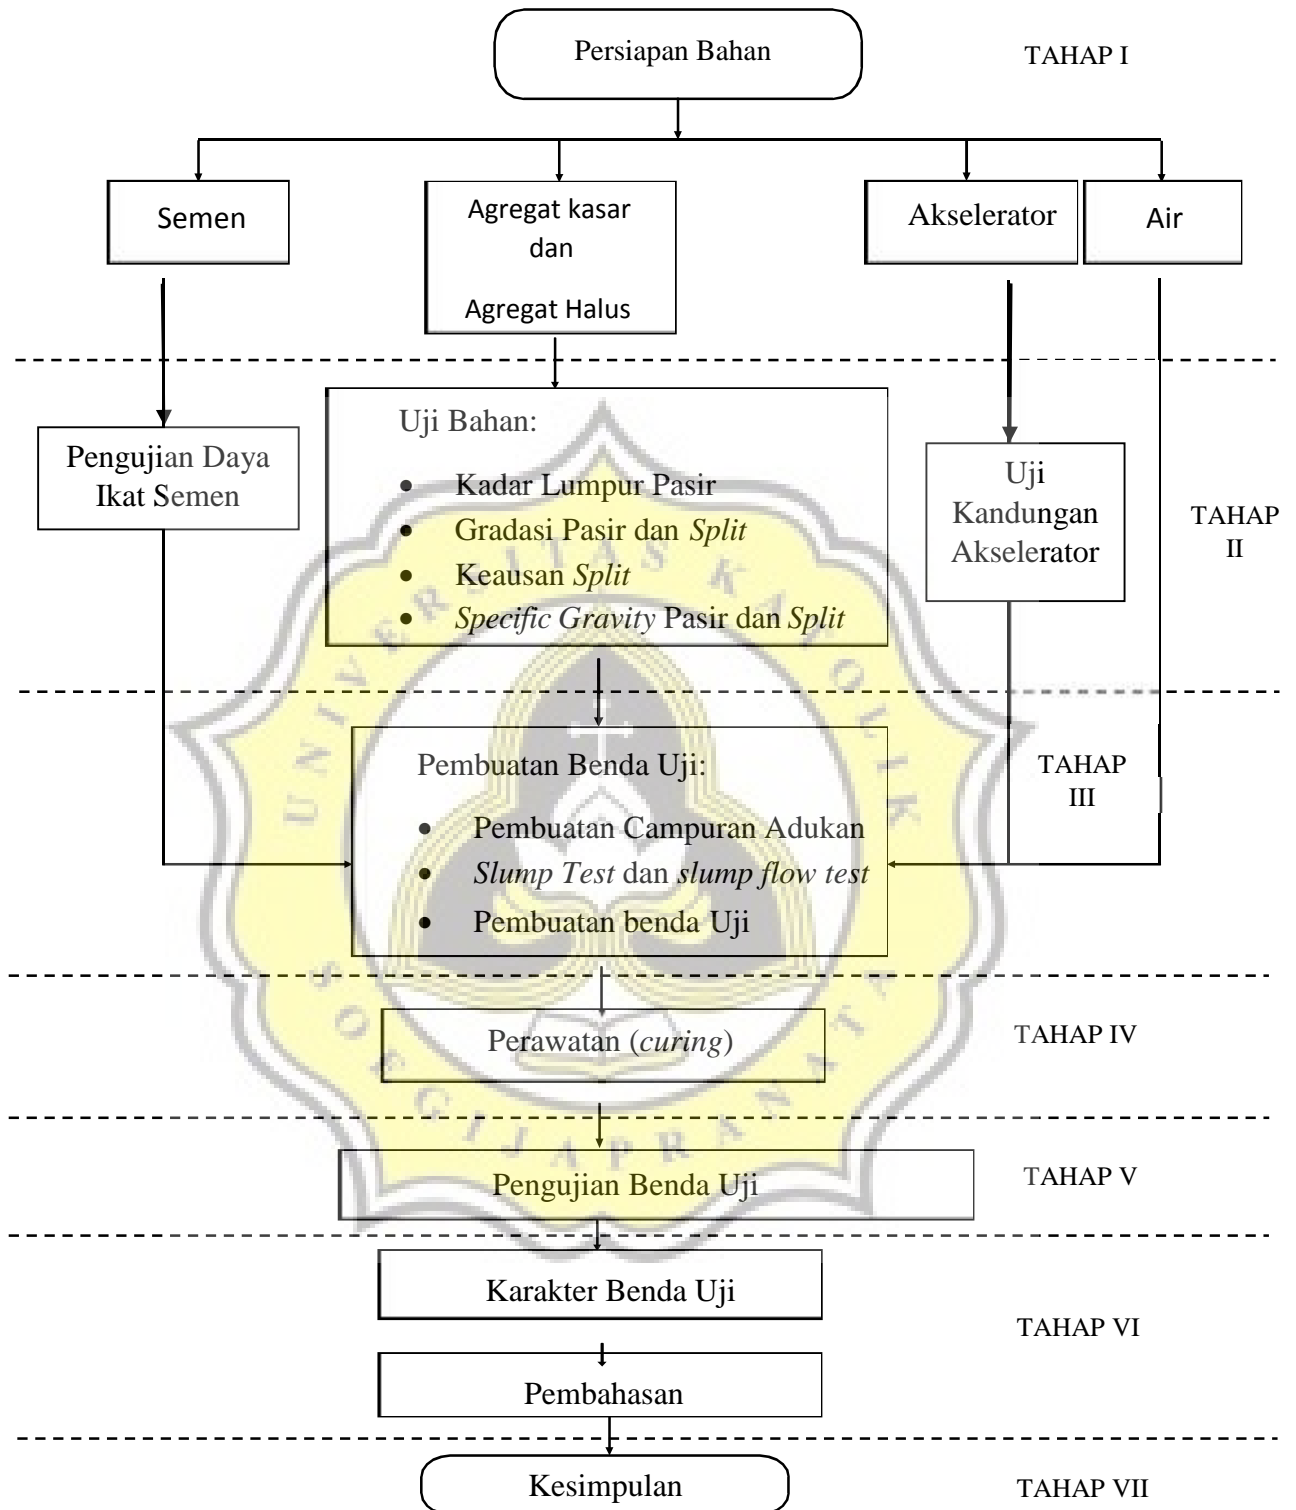 Persiapan Bahan
TAHAP I
Semen
Agregat kasar
dan
Agregat Halus
Akselerator
Air
Pengujian Daya
Ikat Semen
Uji Bahan:
• Kadar Lumpur Pasir
• Gradasi Pasir dan Split
• Keausan Split
• Specific Gravity Pasir dan Split
Uji
Kandungan
Akselerator
TAHAP
II
Pembuatan Benda Uji:
• Pembuatan Campuran Adukan
• Slump Test dan slump flow test
• Pembuatan benda Uji
TAHAP
III
Perawatan (curing)
TAHAP IV
Pengujian Benda Uji
TAHAP V
Karakter Benda Uji
TAHAP VI
Pembahasan
Kesimpulan
TAHAP VII
UNIVERSITAS KATOLIK
SOEGIJAPRANATA